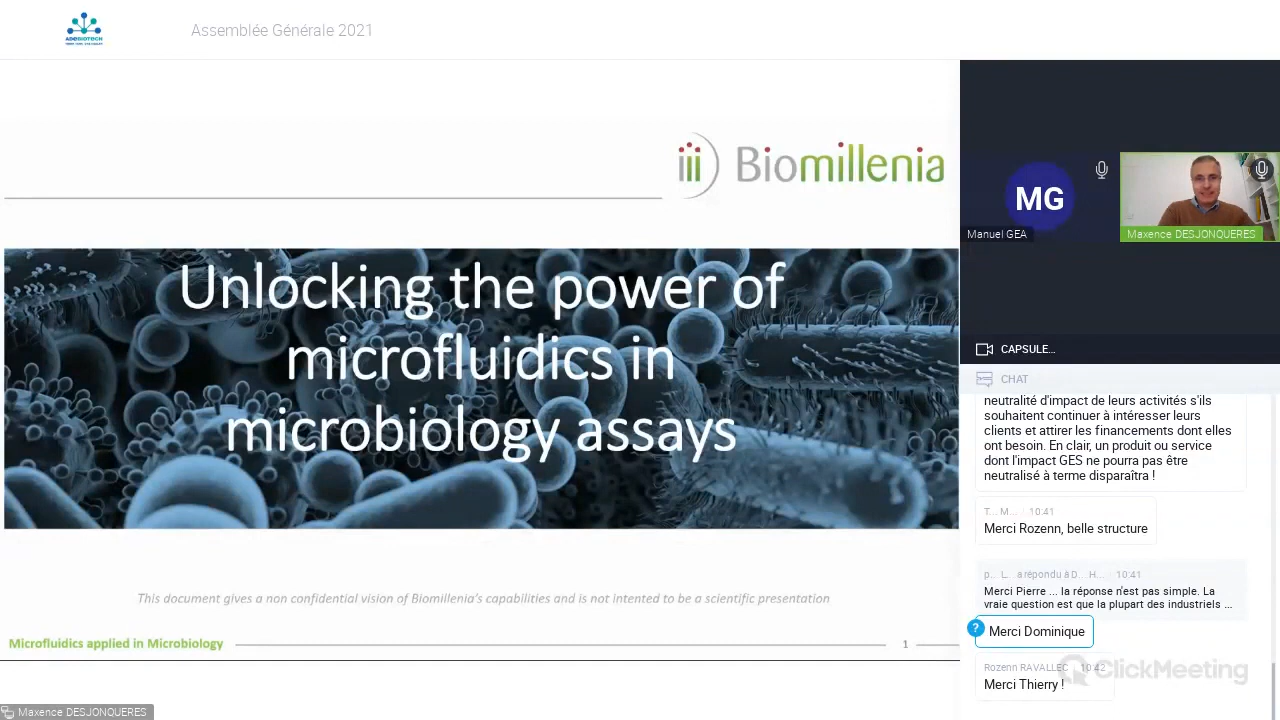 ADEBIOTECH
Assemblée Générale 2021
Biomillenia
Unlocking the power of
microfluidics in
microbiology assays
This document gives a non confidential vision of Biomillenia's capabilities and is not intented to be a scientific presentation
Microfluidics applied in Microbiology
1
Maxence DESJONQUERES
MG
Manuel GEA
Maxence DESJONQUERES
CAPSULE...
CHAT
neutralité d'impact de leurs activités s'ils
souhaitent continuer à intéresser leurs
clients et attirer les financements dont elles
ont besoin. En clair, un produit ou service
dont l'impact GES ne pourra pas être
neutralisé à terme disparaîtra !
T... M... 10:41
Merci Rozenn, belle structure
p... L... a répondu à D... H... 10:41
Merci Pierre ... la réponse n'est pas simple. La
vraie question est que la plupart des industriels ...
?
Merci Dominique
Rozenn RAVALLEC 10:42
Merci Thierry !
ClickMeeting